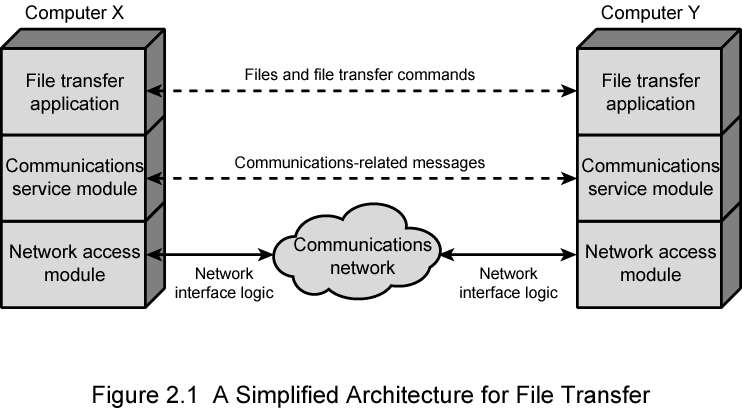 Computer X
Computer Y
File transfer
application
Files and file transfer commands
File transfer
application
Communications
service module
Communications-related messages
Communications
service module
Network access
module
Network
interface logic
Communications
network
Network
interface logic
Network access
module
Figure 2.1 A Simplified Architecture for File Transfer